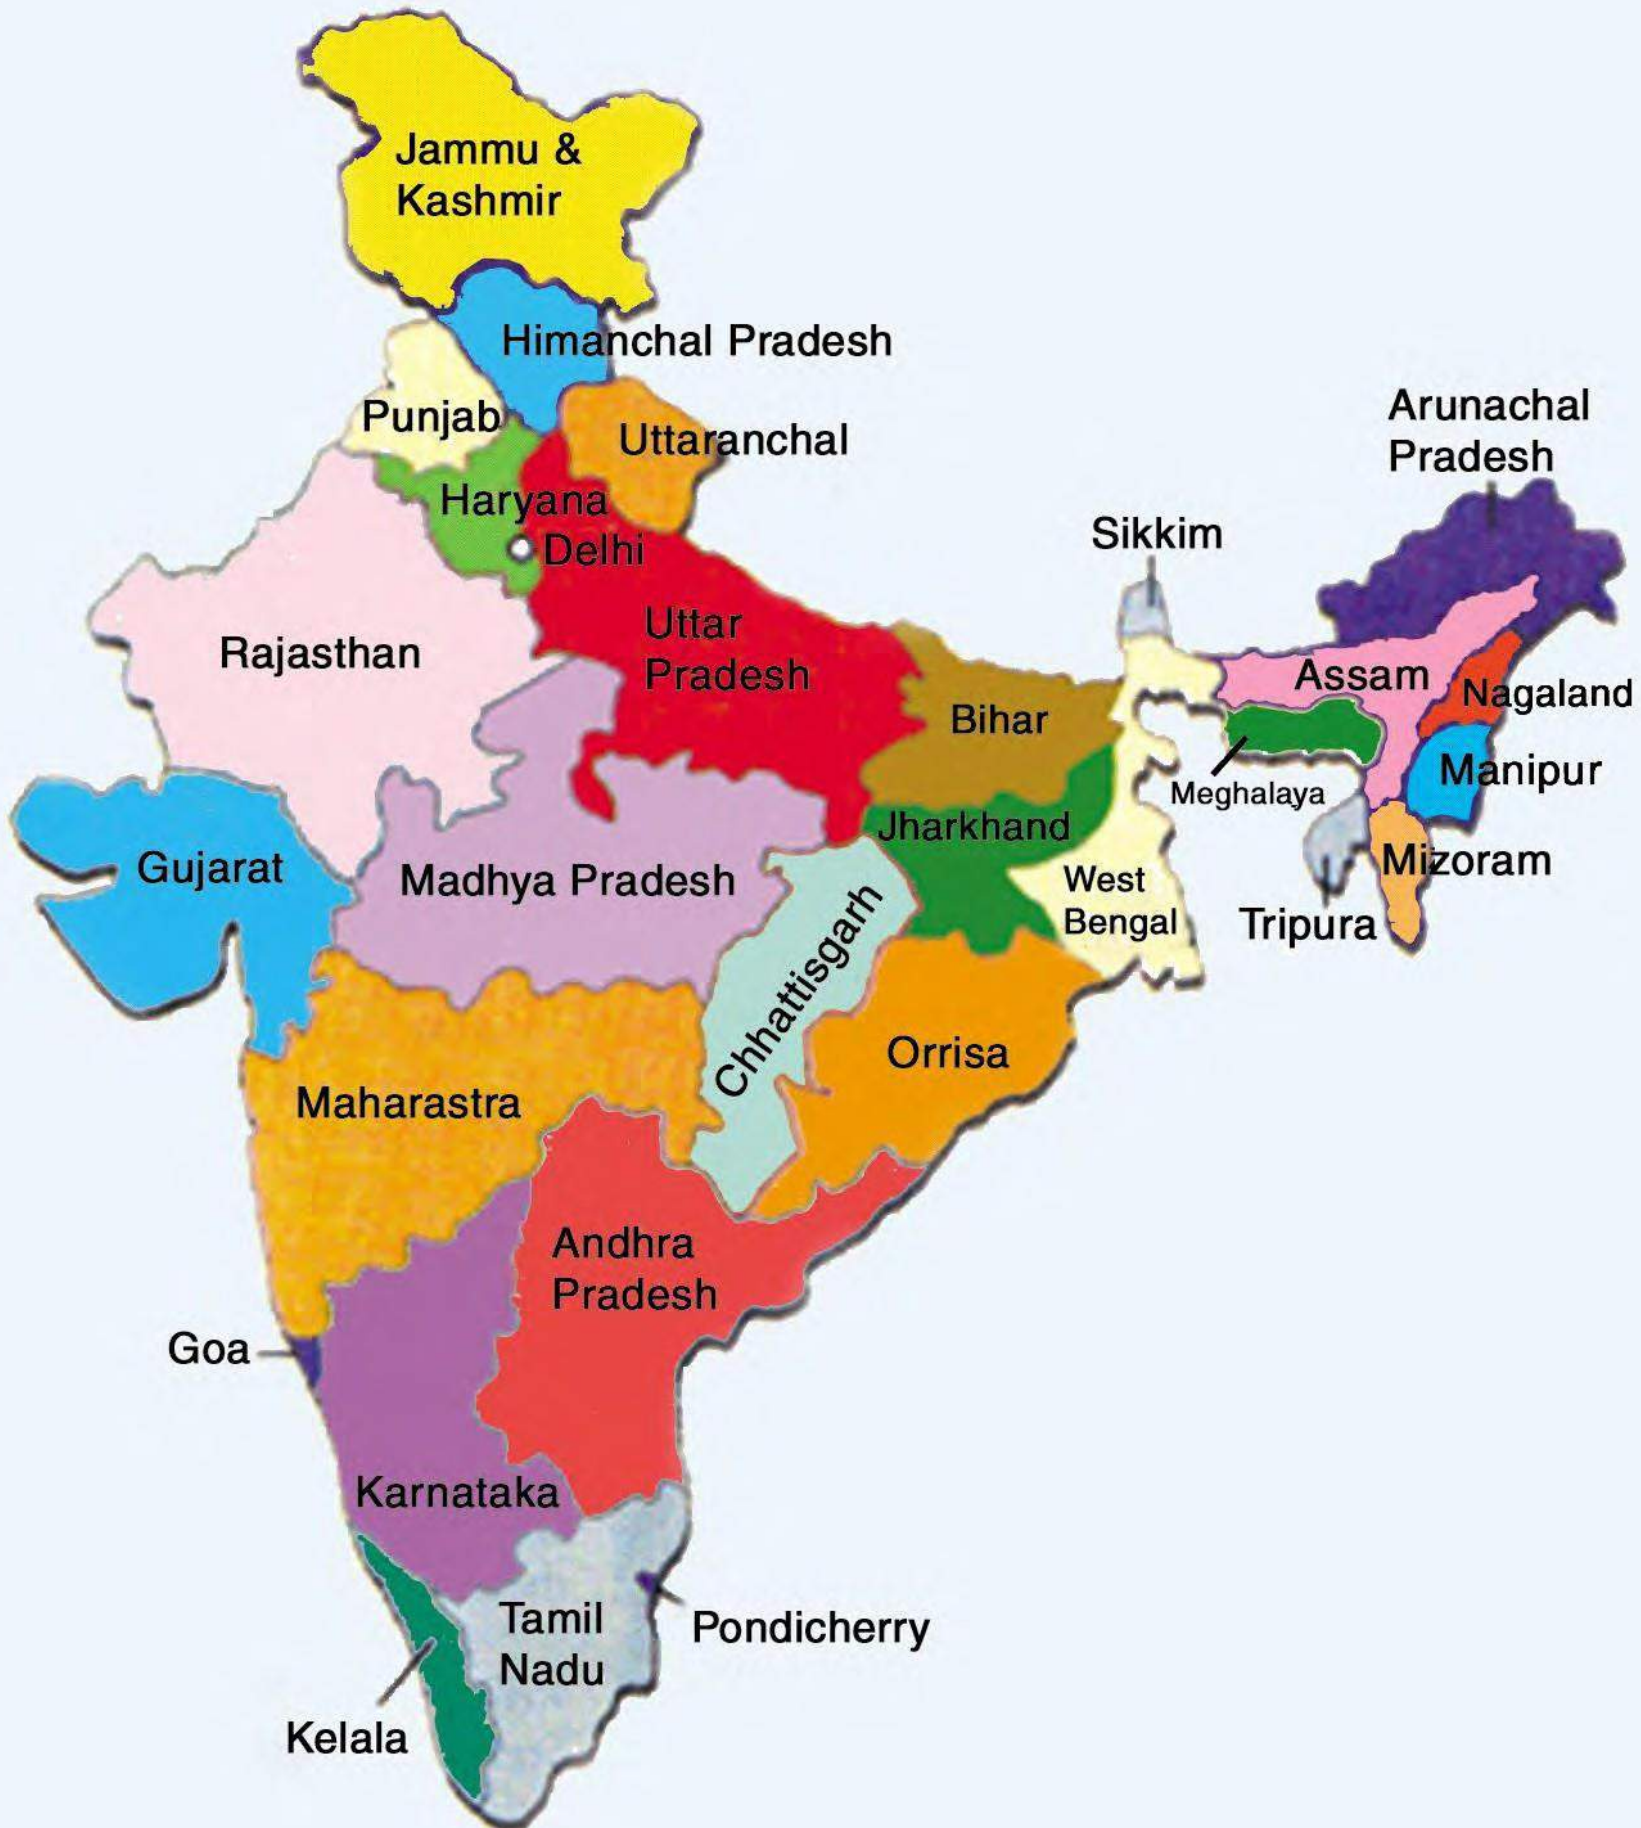 Jammu &
Kashmir
Himanchal Pradesh
Punjab
Uttaranchal
Haryana
Delhi
Arunachal
Pradesh
Sikkim
Uttar
Pradesh
Rajasthan
Assam
Nagaland
Bihar
Manipur
Meghalaya
Jharkhand
Gujarat
Madhya Pradesh
Mizoram
West
Bengal
Tripura
Chhattisgarh
Orrisa
Maharastra
Andhra
Pradesh
Goa
Karnataka
Tamil
Nadu
Pondicherry
Kelala